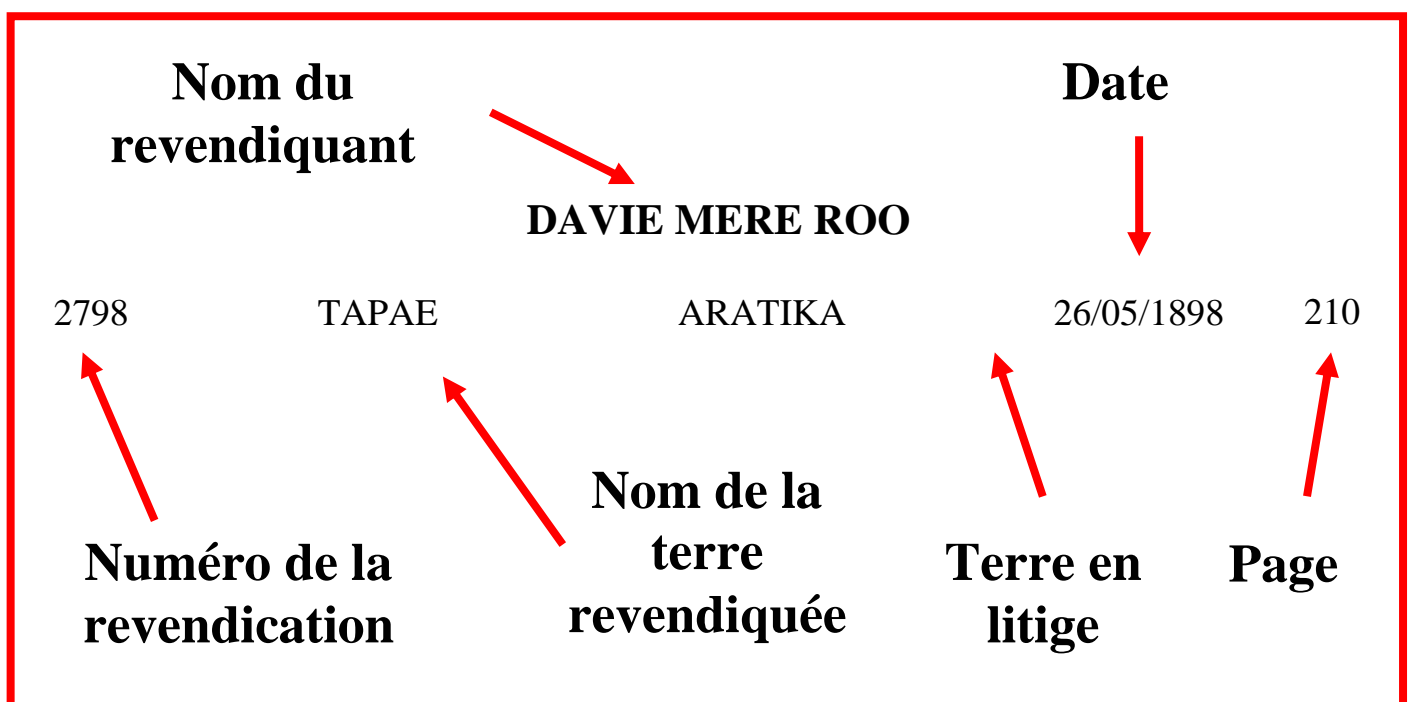 Nom du
revendiquant
Date
DAVIE MERE ROO
2798 TAPAE ARATIKA 26/05/1898 210
Numéro de la
revendication
Nom de la
terre
revendiquée
Terre en
litige
Page